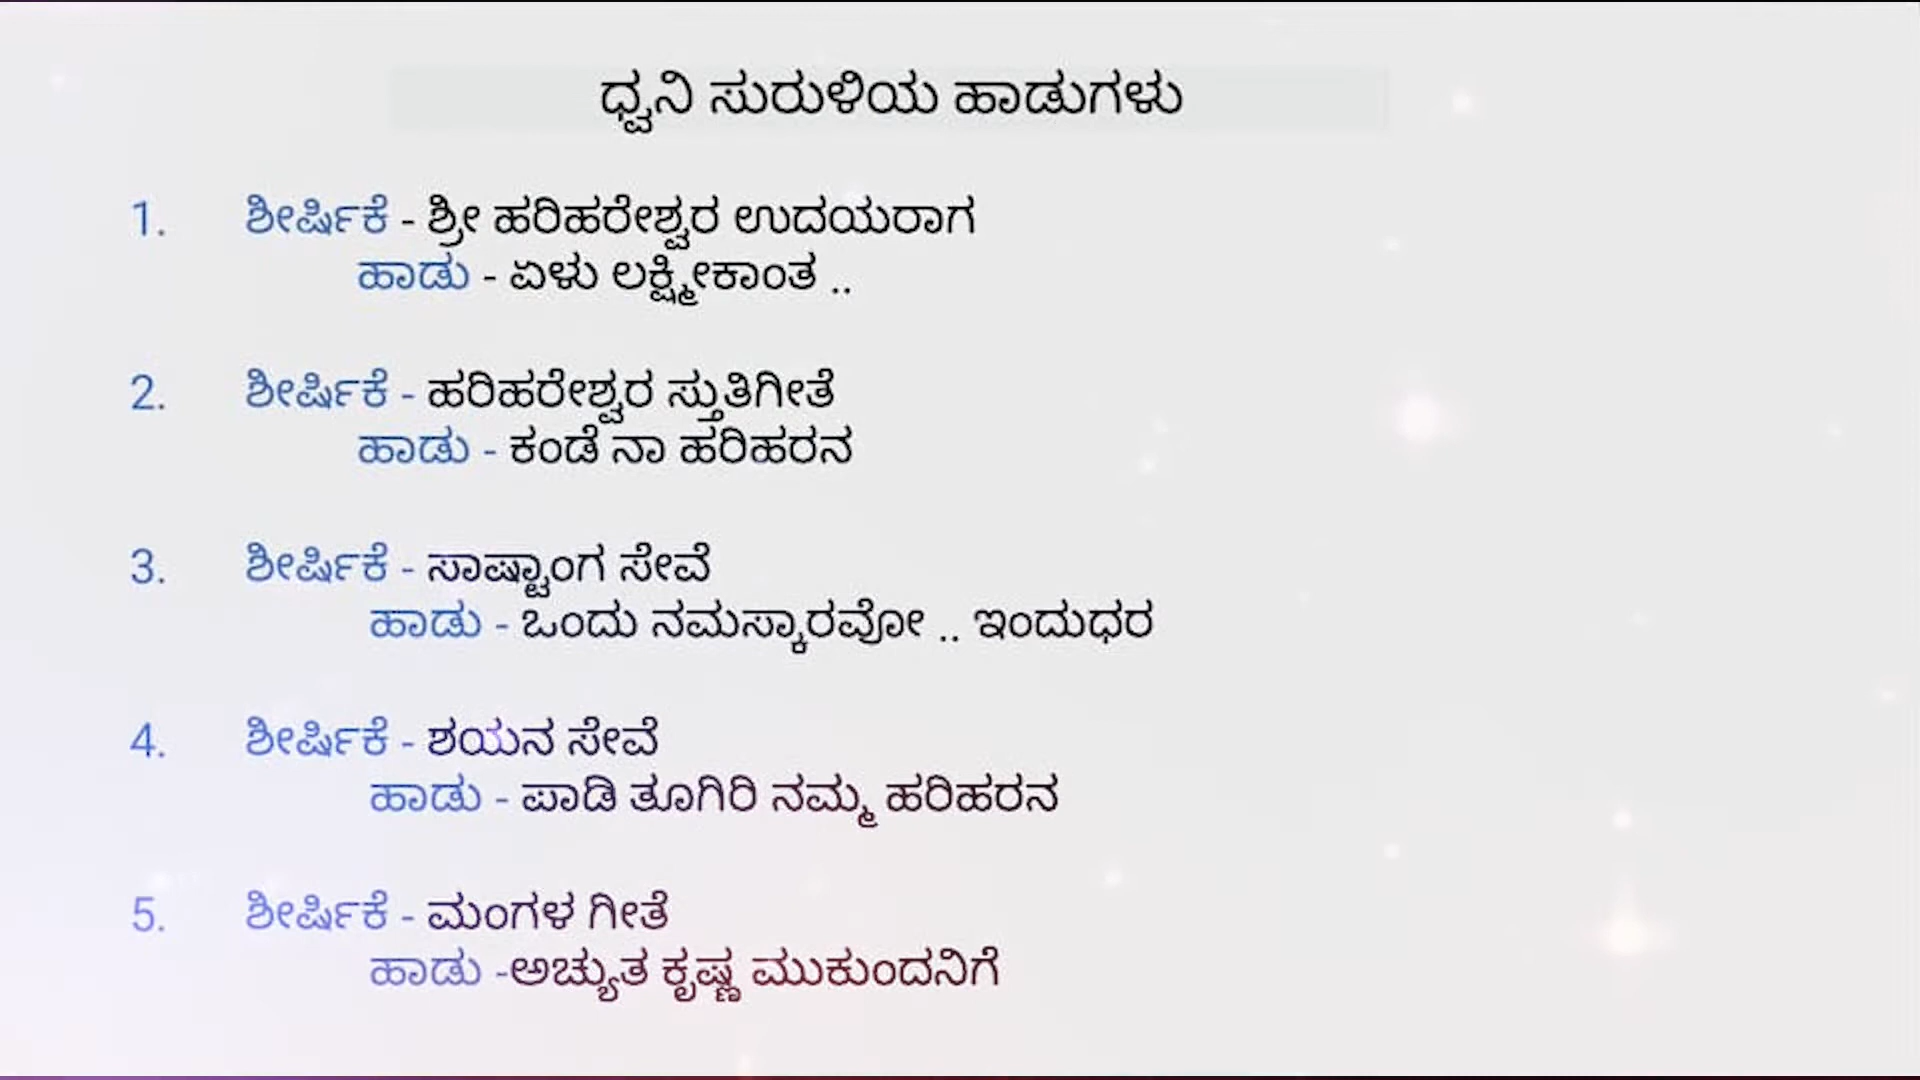 ಧ್ವನಿ ಸುರುಳಿಯ ಹಾಡುಗಳು
1. ಶೀರ್ಷಿಕೆ - ಶ್ರೀ ಹರಿಹರೇಶ್ವರ ಉದಯರಾಗ
ಹಾಡು - ಏಳು ಲಕ್ಷ್ಮೀಕಾಂತ ..
2. ಶೀರ್ಷಿಕೆ - ಹರಿಹರೇಶ್ವರ ಸ್ತುತಿಗೀತೆ
ಹಾಡು - ಕಂಡೆ ನಾ ಹರಿಹರನ
3. ಶೀರ್ಷಿಕೆ - ಸಾಷ್ಟಾಂಗ ಸೇವೆ
ಹಾಡು - ಒಂದು ನಮಸ್ಕಾರವೋ .. ಇಂದುಧರ
4. ಶೀರ್ಷಿಕೆ - ಶಯನ ಸೇವೆ
ಹಾಡು - ಪಾಡಿ ತೂಗಿರಿ ನಮ್ಮ ಹರಿಹರನ
5. ಶೀರ್ಷಿಕೆ - ಮಂಗಳ ಗೀತೆ
ಹಾಡು -ಅಚ್ಯುತ ಕೃಷ್ಣ ಮುಕುಂದನಿಗೆ